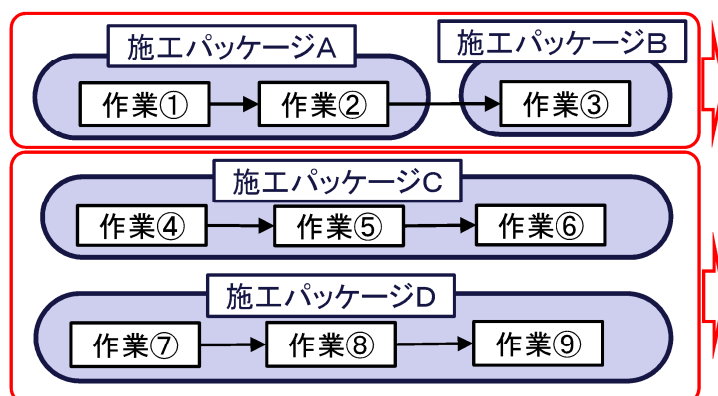 施工パッケージA
施工パッケージB
作業①
作業②
作業③
施工パッケージC
作業④
作業⑤
作業⑥
施工パッケージD
作業⑦
作業⑧
作業⑨